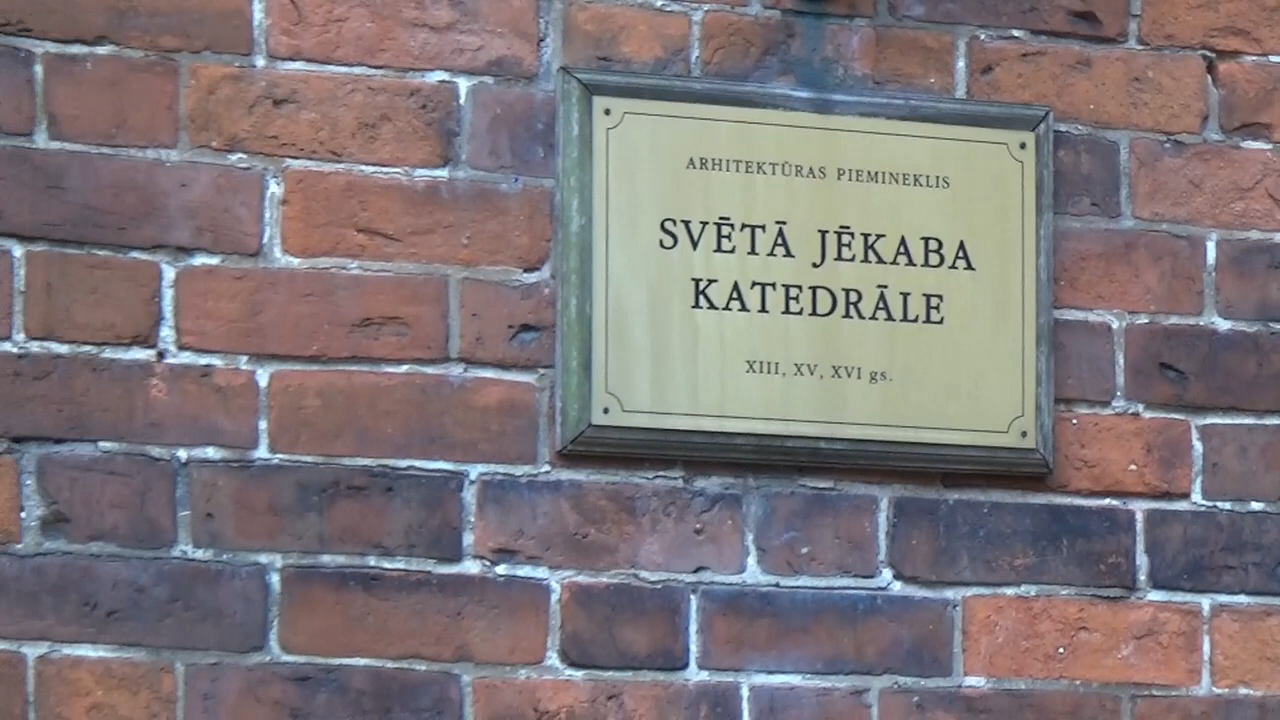 ARHITEKTŪRAS PIEMINEKLIS
SVĒTĀ JĒKABA
KATEDRĀLE
XIII, XV, XVI gs.